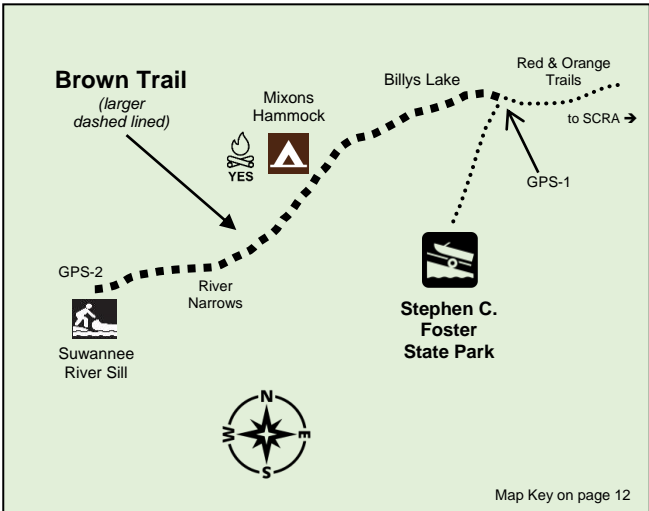 Brown Trail
(larger
dashed lined)
Mixons
Hammock
YES
Billys Lake
Red & Orange
Trails
to SCRA →
GPS-1
GPS-2
River
Narrows
Suwannee
River Sill
Stephen C.
Foster
State Park
N
W
E
S
Map Key on page 12